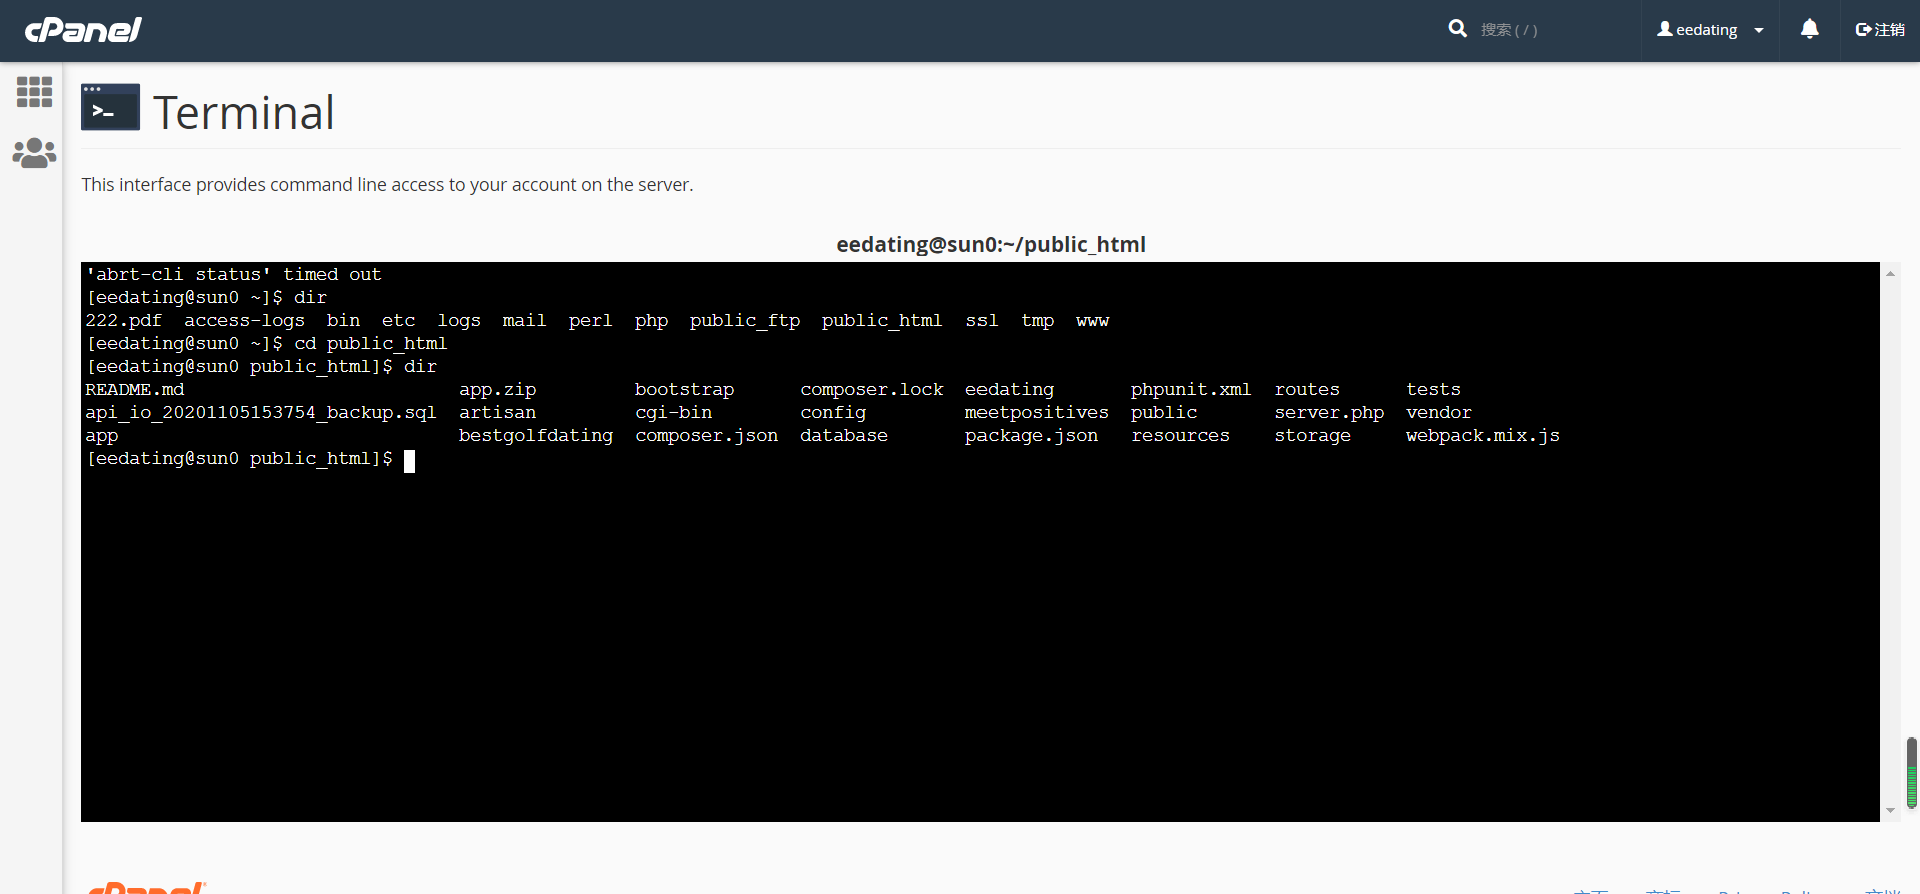 cPanel
搜索 ( / )
eedating
注销
>_ Terminal
This interface provides command line access to your account on the server.
eedating@sun0:~/public_html
'abrt-cli status' timed out
[eedating@sun0 ~]$ dir
222.pdf access-logs bin etc logs mail perl php public_ftp public_html ssl tmp www
[eedating@sun0 ~]$ cd public_html
[eedating@sun0 public_html]$ dir
README.md app.zip bootstrap composer.lock eedating phpunit.xml routes tests
api_io_20201105153754_backup.sql artisan cgi-bin config meetpositives public server.php vendor
app bestgolfdating composer.json database package.json resources storage webpack.mix.js
[eedating@sun0 public_html]$
cPanel